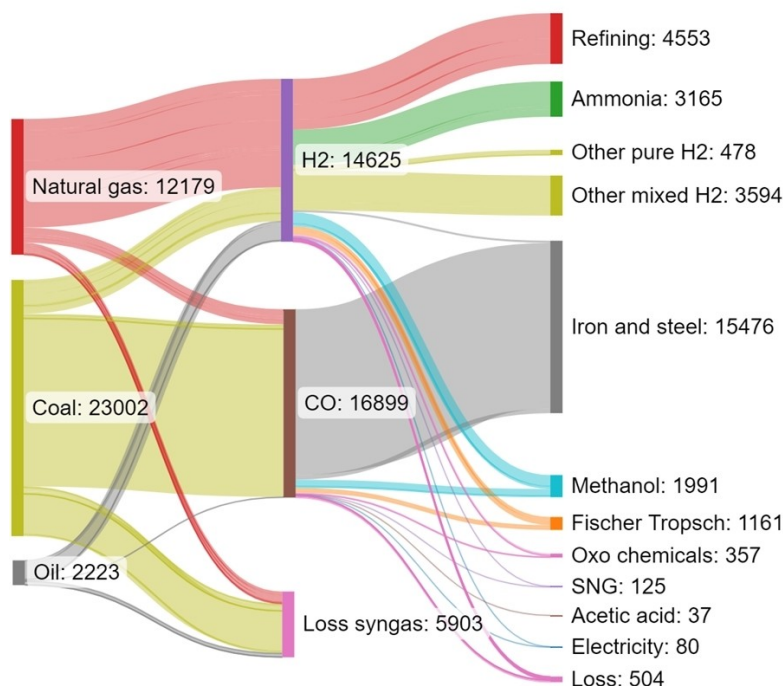 Natural gas: 12179
Coal: 23002
Oil: 2223
H2: 14625
CO: 16899
Loss syngas: 5903
Refining: 4553
Ammonia: 3165
Other pure H2: 478
Other mixed H2: 3594
Iron and steel: 15476
Methanol: 1991
Fischer Tropsch: 1161
Oxo chemicals: 357
SNG: 125
Acetic acid: 37
Electricity: 80
Loss: 504